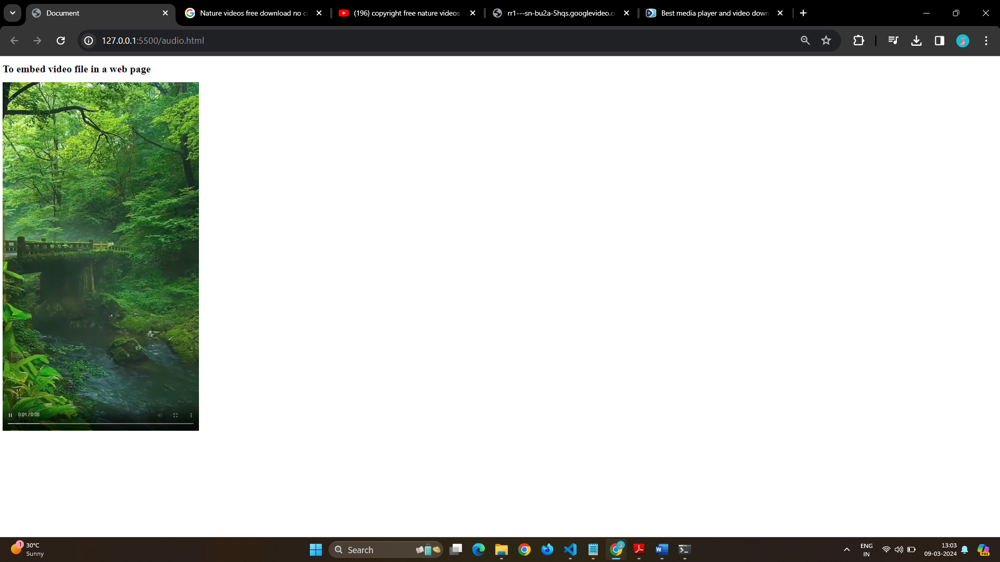 Document
Nature videos free download no c
(196) copyright free nature videos
rr1---sn-bu2a-5hqs.googlevideo.c
Best media player and video down
127.0.0.1:5500/audio.html
To embed video file in a web page
0:01 / 0:08
1
30°C
Sunny
Search
ENG
IN
13:03
09-03-2024
PRE